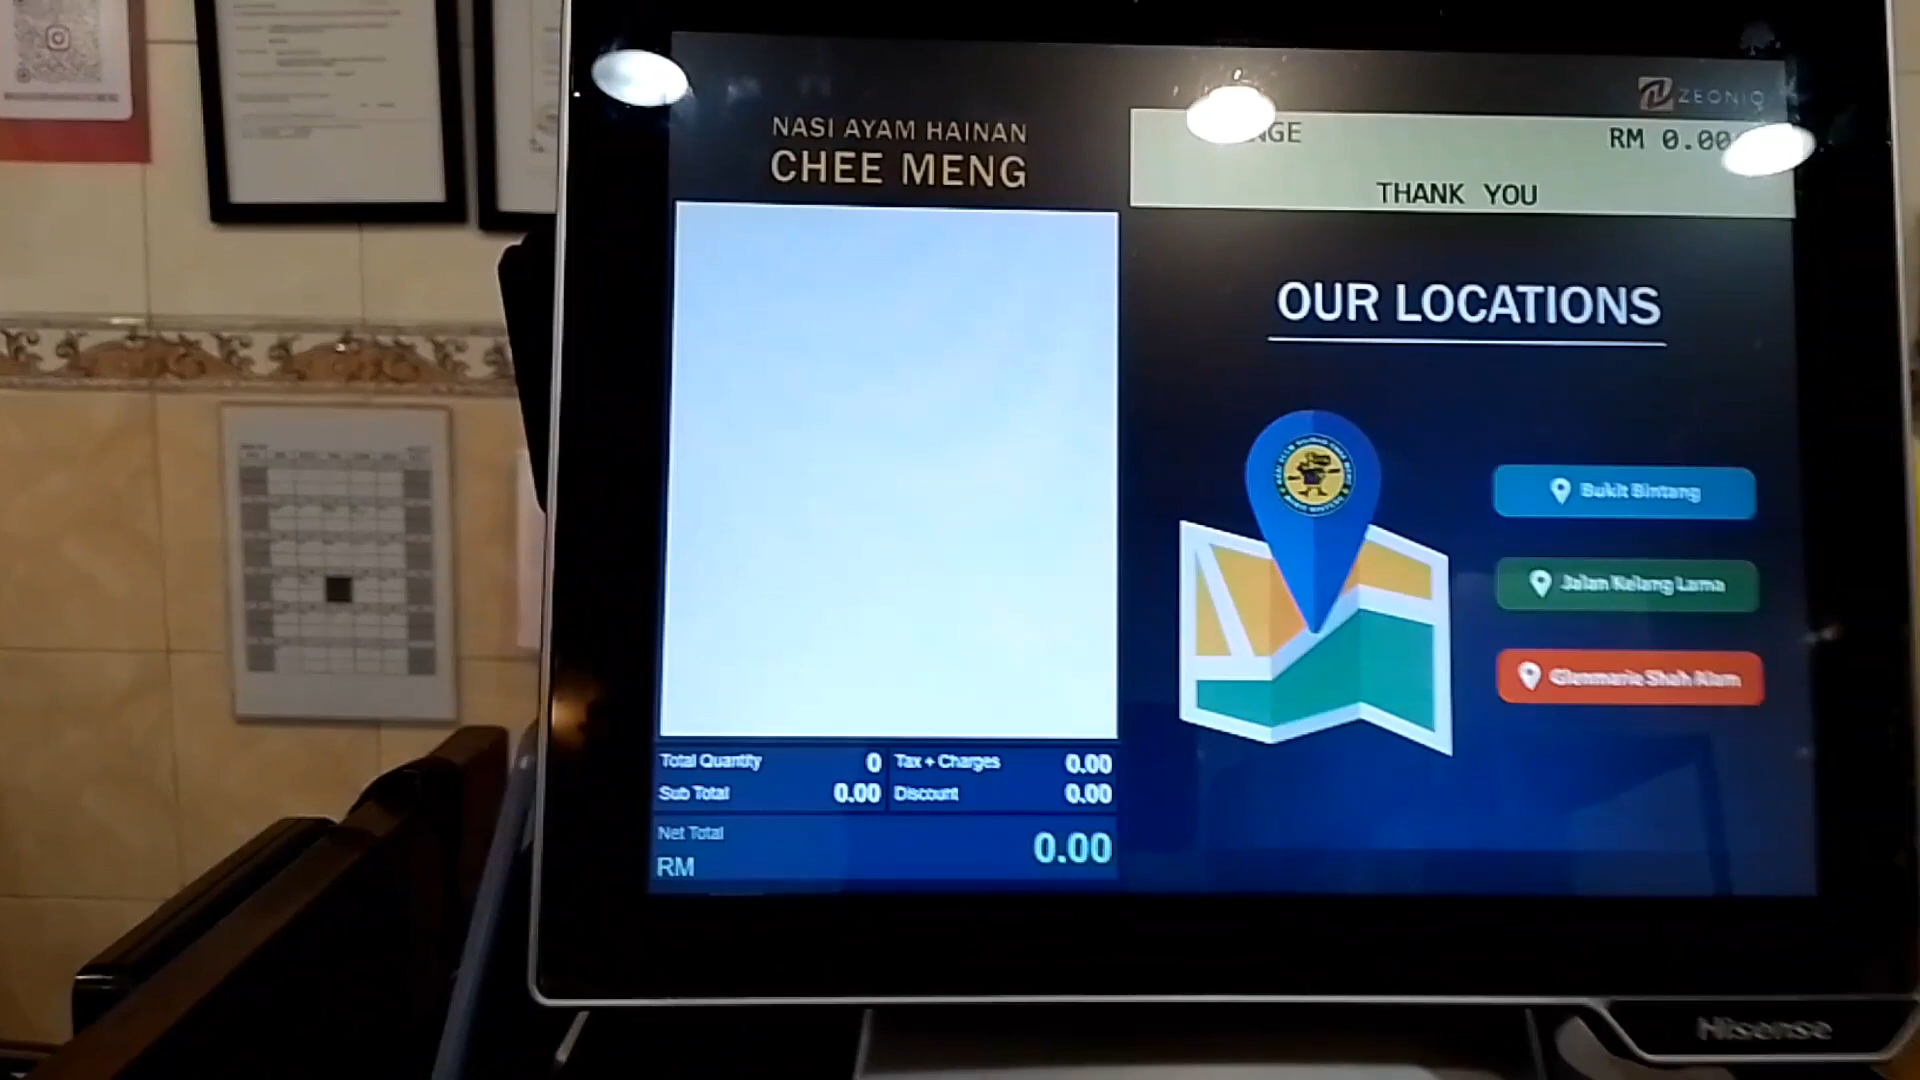 ZEONIQ
NASI AYAM HAINAN
CHEE MENG
RM 0.00
THANK YOU
OUR LOCATIONS
Bukit Bintang
Jalan Kelang Lama
Glenmarie Shah Alam
Total Quantity 0 Tax + Charges 0.00
Sub Total 0.00 Discount 0.00
Net Total
RM 0.00
Hisense